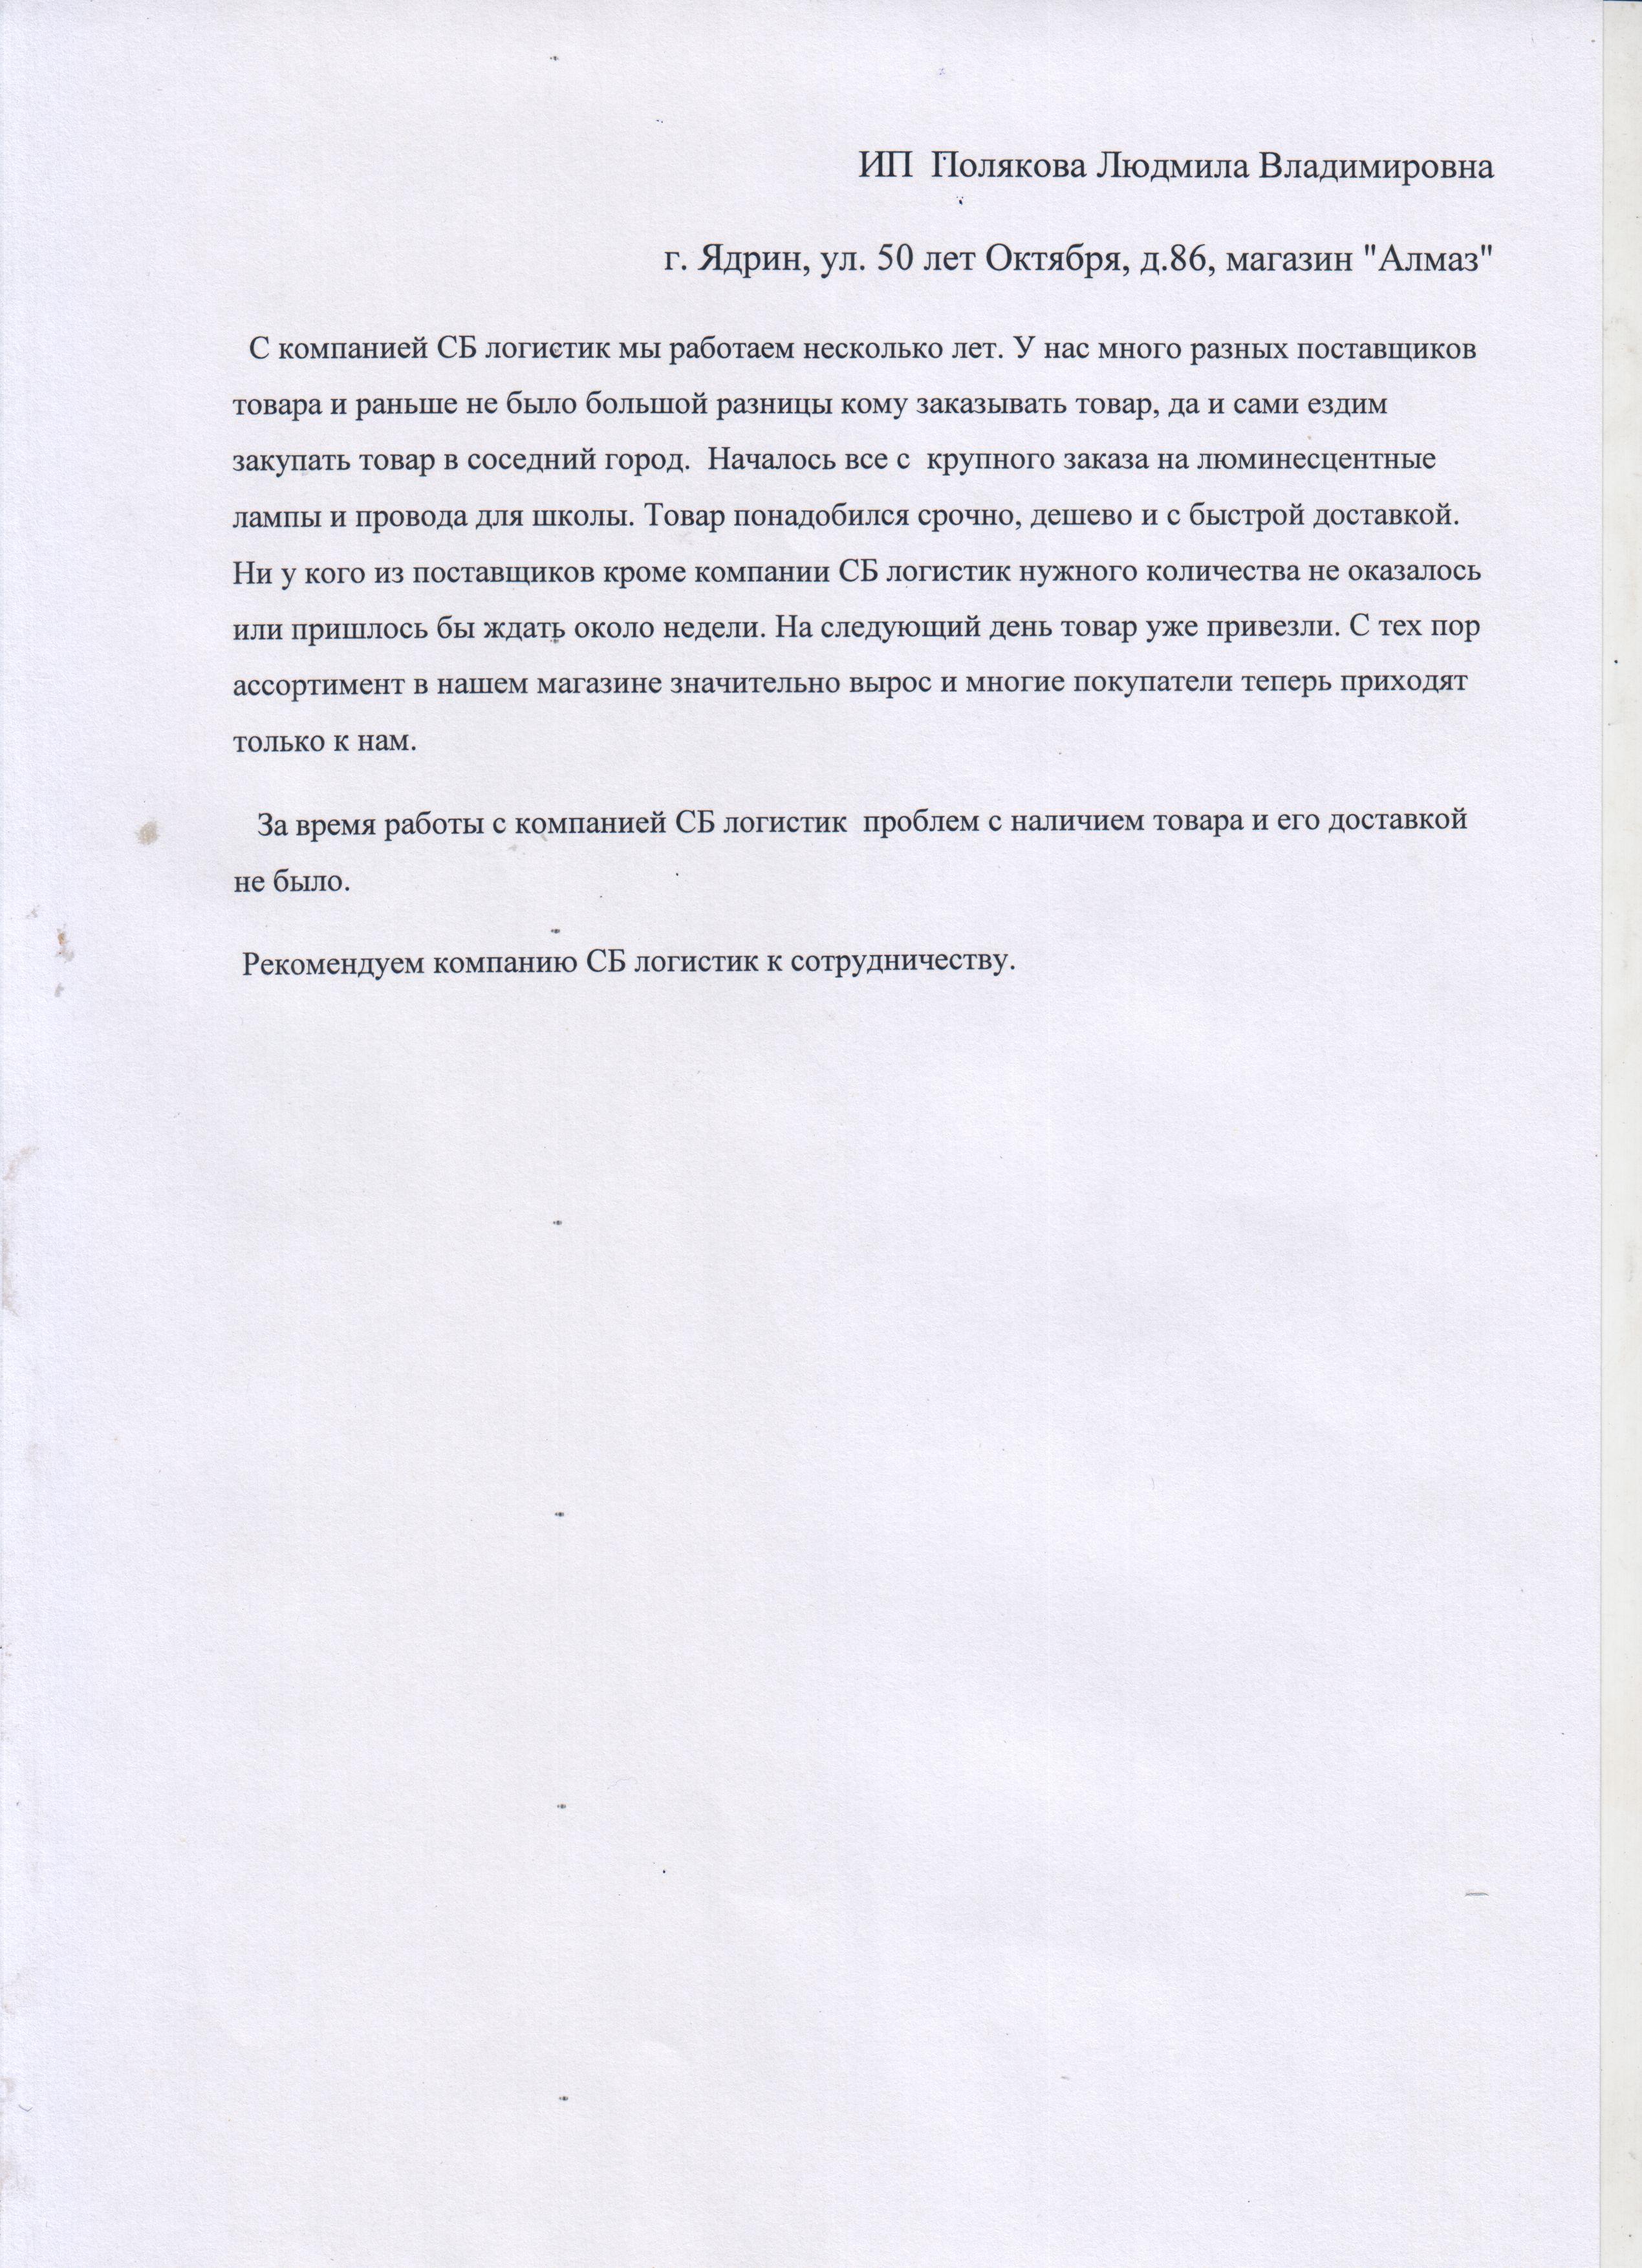 ИП  Полякова Людмила Владимировна
г. Ядрин, ул. 50 лет Октября, д.86, магазин "Алмаз"
С компанией СБ логистик мы работаем несколько лет. У нас много разных поставщиков
товара и раньше не было большой разницы кому заказывать товар, да и сами ездим
закупать товар в соседний город.  Началось все с  крупного заказа на люминесцентные
лампы и провода для школы. Товар понадобился срочно, дешево и с быстрой доставкой.
Ни у кого из поставщиков кроме компании СБ логистик нужного количества не оказалось
или пришлось бы ждать около недели. На следующий день товар уже привезли. С тех пор
ассортимент в нашем магазине значительно вырос и многие покупатели теперь приходят
только к нам.
За время работы с компанией СБ логистик  проблем с наличием товара и его доставкой
не было.
Рекомендуем компанию СБ логистик к сотрудничеству.